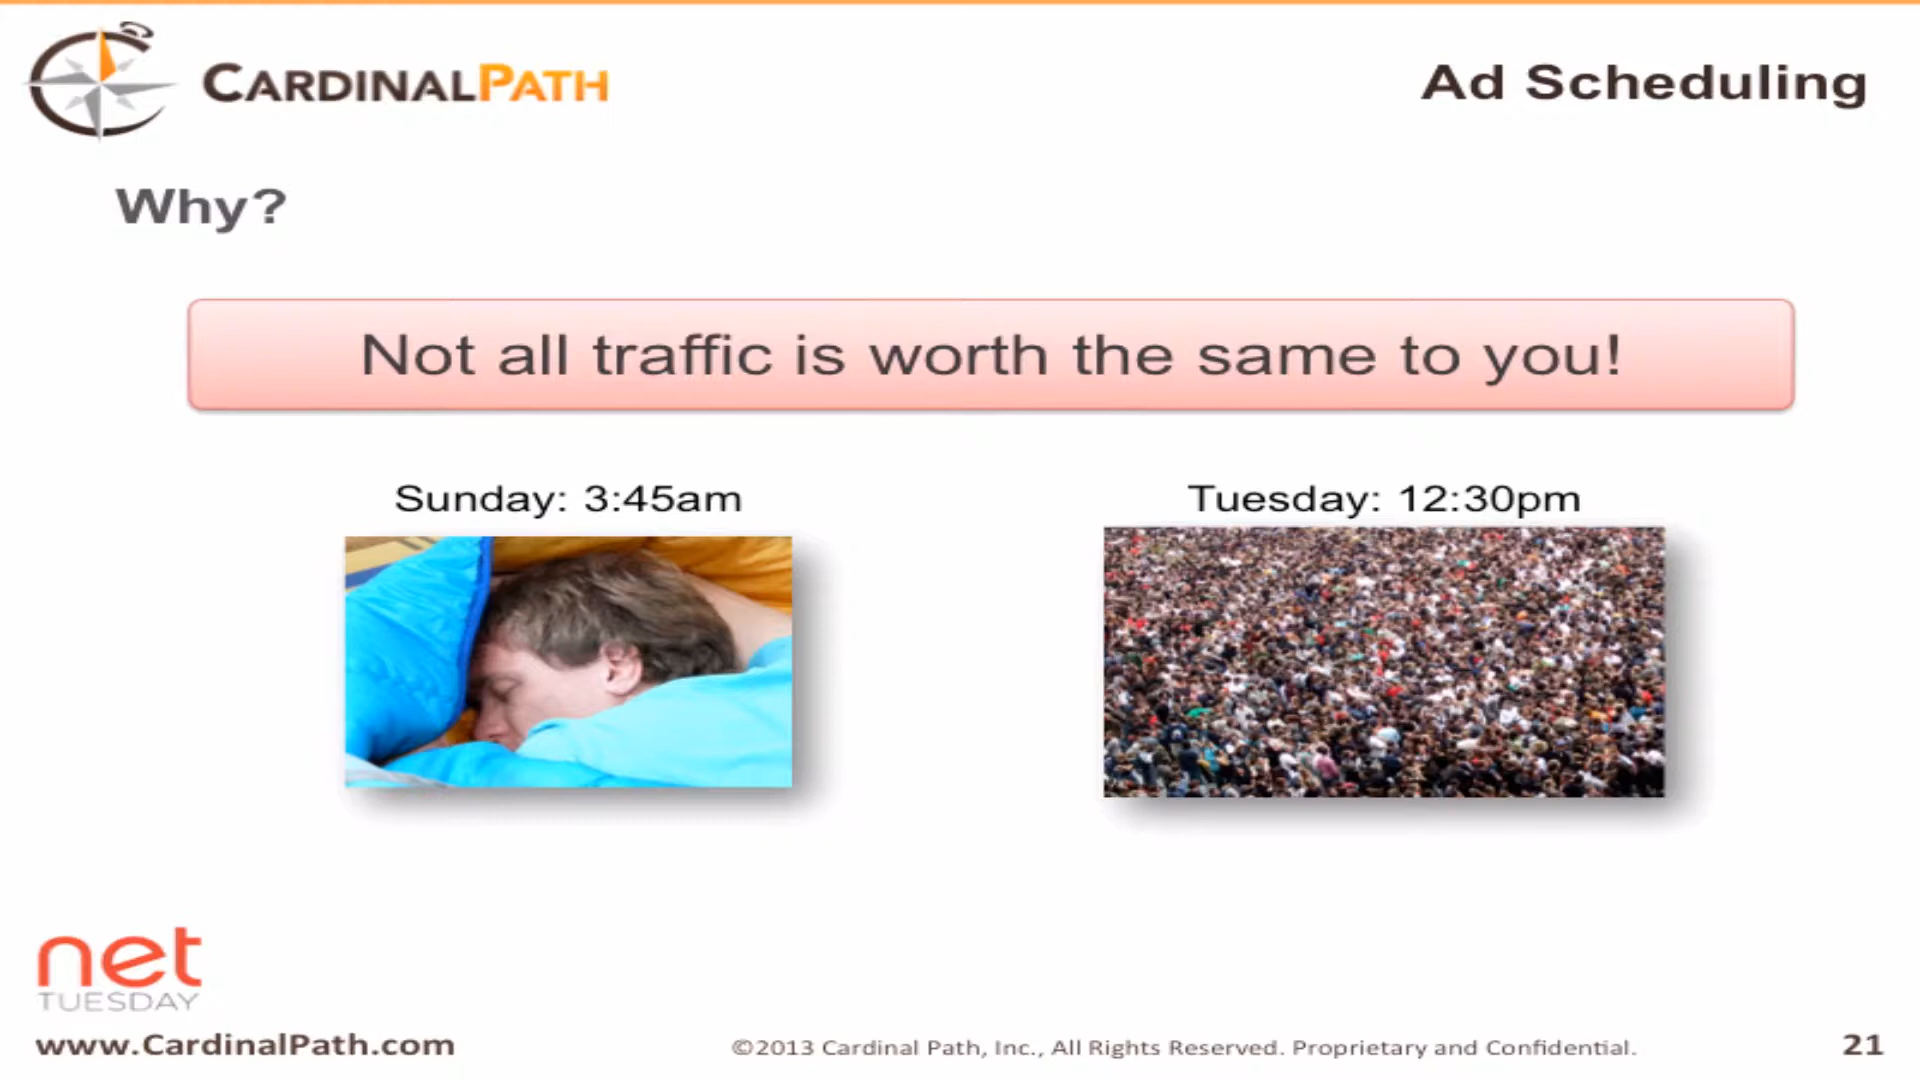 CARDINALPATH
Ad Scheduling
Why?
Not all traffic is worth the same to you!
Sunday: 3:45am
Tuesday: 12:30pm
net
TUESDAY
www.CardinalPath.com
©2013 Cardinal Path, Inc., All Rights Reserved. Proprietary and Confidential.
21